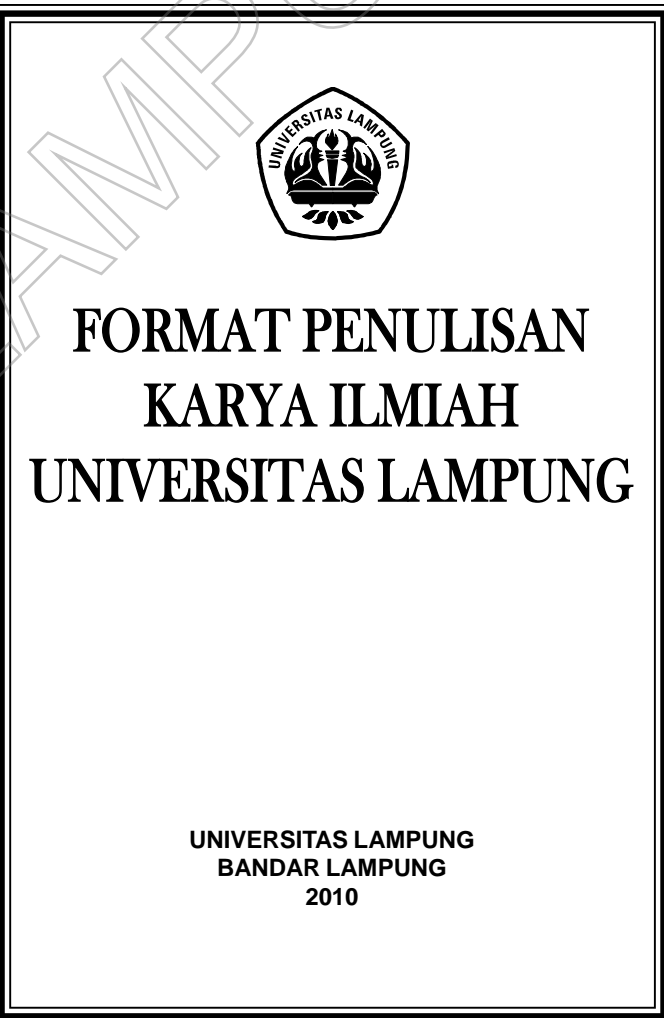 UNIVERSITAS LAMPUNG
FORMAT PENULISAN
KARYA ILMIAH
UNIVERSITAS LAMPUNG
UNIVERSITAS LAMPUNG
BANDAR LAMPUNG
2010